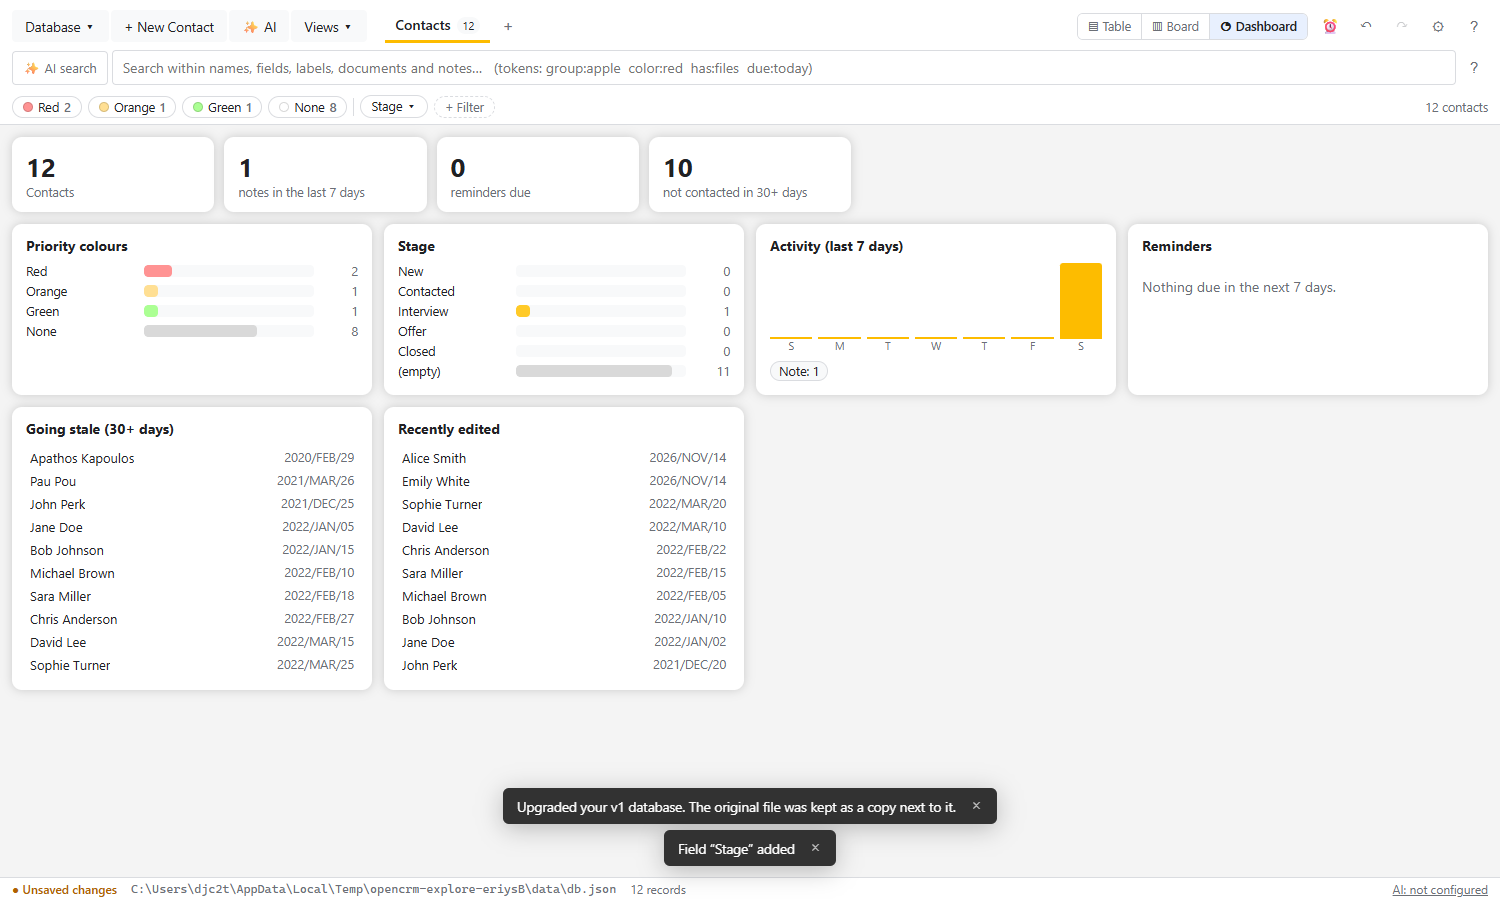 Database ▾
+ New Contact
✨ AI
Views ▾
Contacts 12
+
Table
Board
Dashboard
?
✨ AI search
Search within names, fields, labels, documents and notes... (tokens: group:apple color:red has:files due:today)
?
Red 2
Orange 1
Green 1
None 8
Stage ▾
+ Filter
12 contacts
12
Contacts
1
notes in the last 7 days
0
reminders due
10
not contacted in 30+ days
Priority colours
Red 2
Orange 1
Green 1
None 8
Stage
New 0
Contacted 0
Interview 1
Offer 0
Closed 0
(empty) 11
Activity (last 7 days)
S M T W T F S
Note: 1
Reminders
Nothing due in the next 7 days.
Going stale (30+ days)
Apathos Kapoulos 2020/FEB/29
Pau Pou 2021/MAR/26
John Perk 2021/DEC/25
Jane Doe 2022/JAN/05
Bob Johnson 2022/JAN/15
Michael Brown 2022/FEB/10
Sara Miller 2022/FEB/18
Chris Anderson 2022/FEB/27
David Lee 2022/MAR/15
Sophie Turner 2022/MAR/25
Recently edited
Alice Smith 2026/NOV/14
Emily White 2026/NOV/14
Sophie Turner 2022/MAR/20
David Lee 2022/MAR/10
Chris Anderson 2022/FEB/22
Sara Miller 2022/FEB/15
Michael Brown 2022/FEB/05
Bob Johnson 2022/JAN/10
Jane Doe 2022/JAN/02
John Perk 2021/DEC/20
Upgraded your v1 database. The original file was kept as a copy next to it. ×
Field “Stage” added ×
● Unsaved changes
C:\Users\djc2t\AppData\Local\Temp\opencrm-explore-eriysB\data\db.json
12 records
AI: not configured